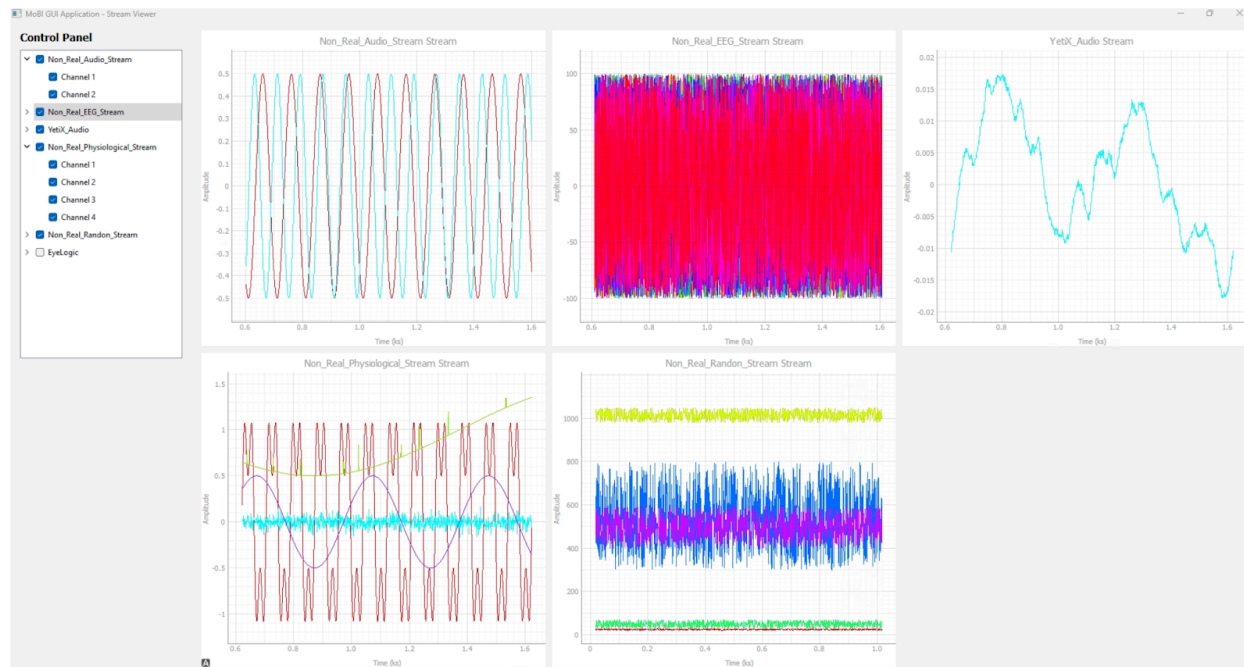 MoBI GUI Application - Stream Viewer
Control Panel
Non_Real_Audio_Stream
Channel 1
Channel 2
Non_Real_EEG_Stream
YetiX_Audio
Non_Real_Physiological_Stream
Channel 1
Channel 2
Channel 3
Channel 4
Non_Real_Randon_Stream
EyeLogic
Non_Real_Audio_Stream Stream
Amplitude
0.5
0.4
0.3
0.2
0.1
0
-0.1
-0.2
-0.3
-0.4
-0.5
0.6 0.8 1.0 1.2 1.4 1.6
Time (ks)
Non_Real_EEG_Stream Stream
Amplitude
100
50
0
-50
-100
0.6 0.8 1.0 1.2 1.4 1.6
Time (ks)
YetiX_Audio Stream
Amplitude
0.02
0.015
0.01
0.005
0
-0.005
-0.01
-0.015
-0.02
0.6 0.8 1.0 1.2 1.4 1.6
Time (ks)
Non_Real_Physiological_Stream Stream
Amplitude
1.5
1
0.5
0
-0.5
-1
0.6 0.8 1.0 1.2 1.4 1.6
Time (ks)
A
Non_Real_Randon_Stream Stream
Amplitude
1000
800
600
400
200
0
0 0.2 0.4 0.6 0.8 1.0
Time (ks)